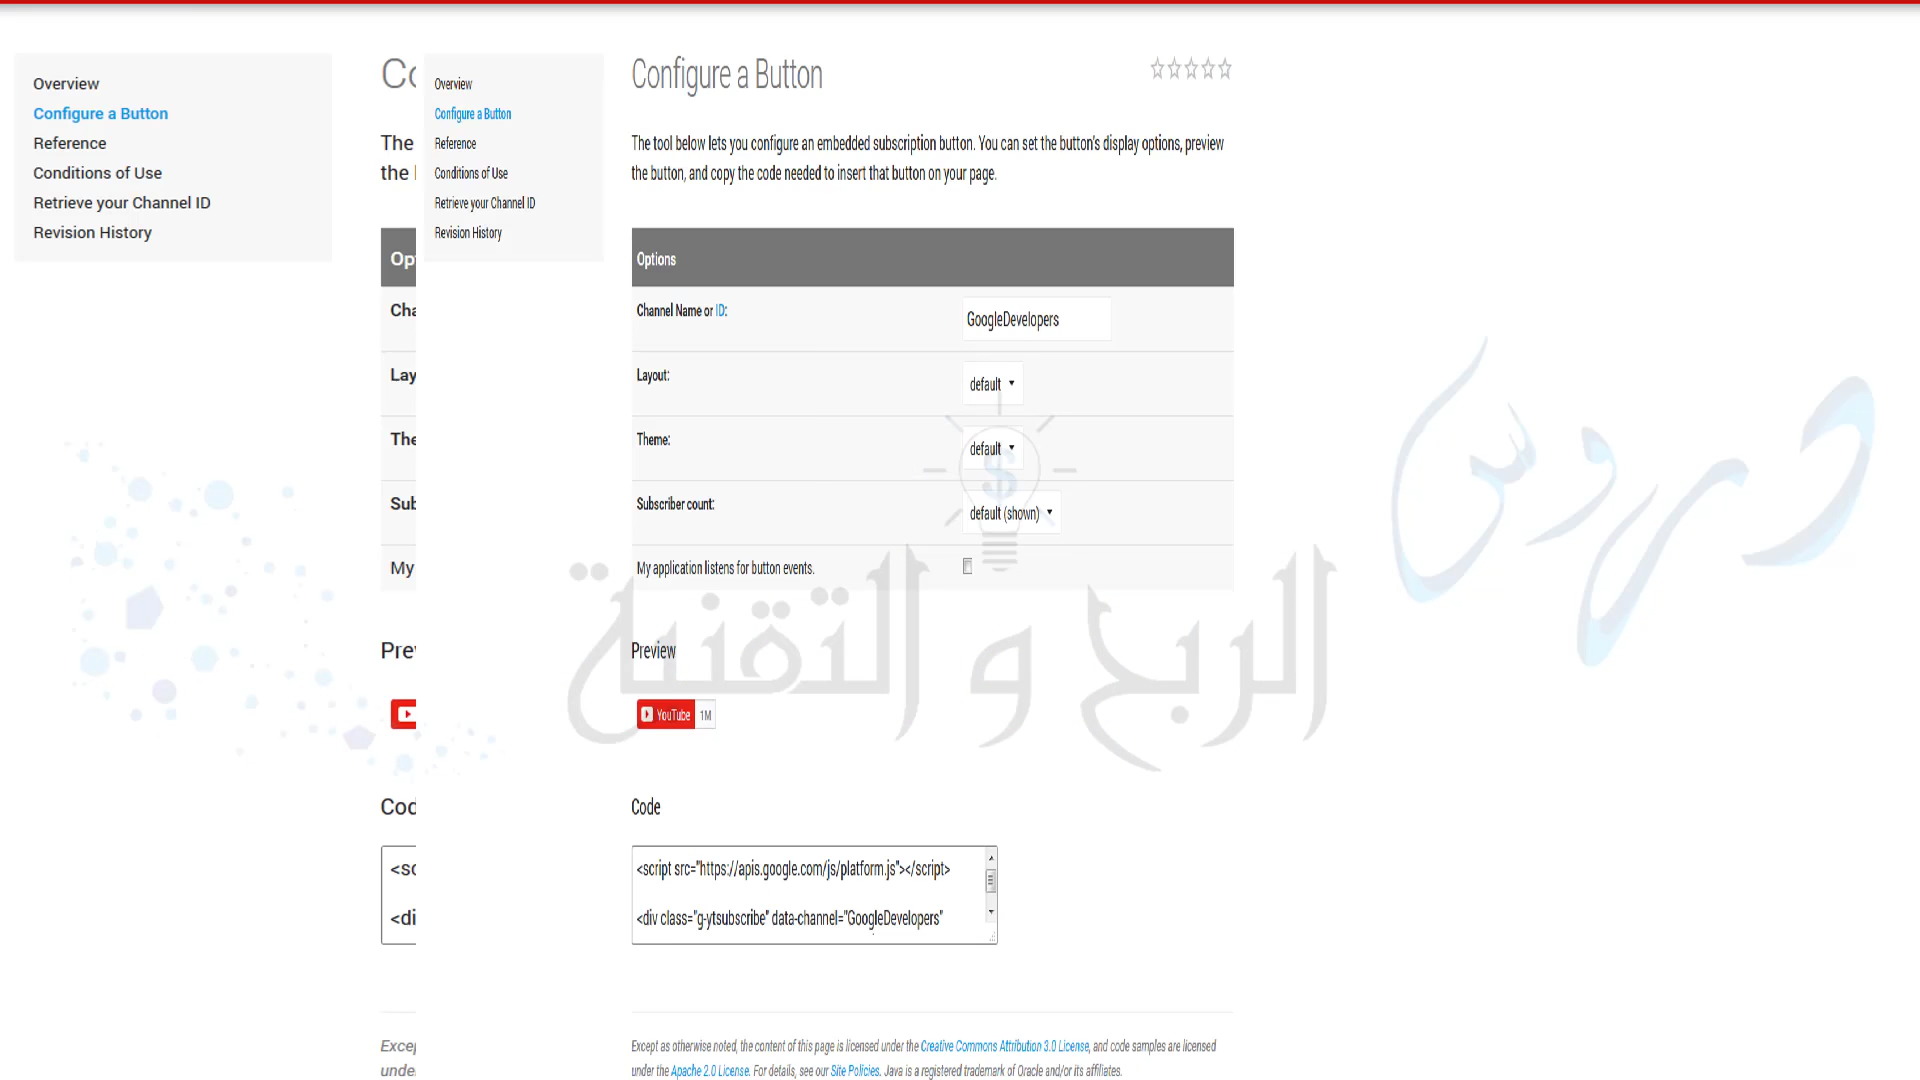 Overview
Configure a Button
Reference
Conditions of Use
Retrieve your Channel ID
Revision History
Overview
Configure a Button
Reference
Conditions of Use
Retrieve your Channel ID
Revision History
Configure a Button
The
the
The tool below lets you configure an embedded subscription button. You can set the button's display options, preview
the button, and copy the code needed to insert that button on your page.
Options
Channel Name or ID:
GoogleDevelopers
Layout:
default
Theme:
default
Subscriber count:
default (shown)
My
My application listens for button events.
دروس
الربح و التقنية
Preview
YouTube 1M
Code
<script src="https://apis.google.com/js/platform.js"></script>
<div class="g-ytsubscribe" data-channel="GoogleDevelopers"
Except as otherwise noted, the content of this page is licensed under the Creative Commons Attribution 3.0 License, and code samples are licensed
under the Apache 2.0 License. For details, see our Site Policies. Java is a registered trademark of Oracle and/or its affiliates.